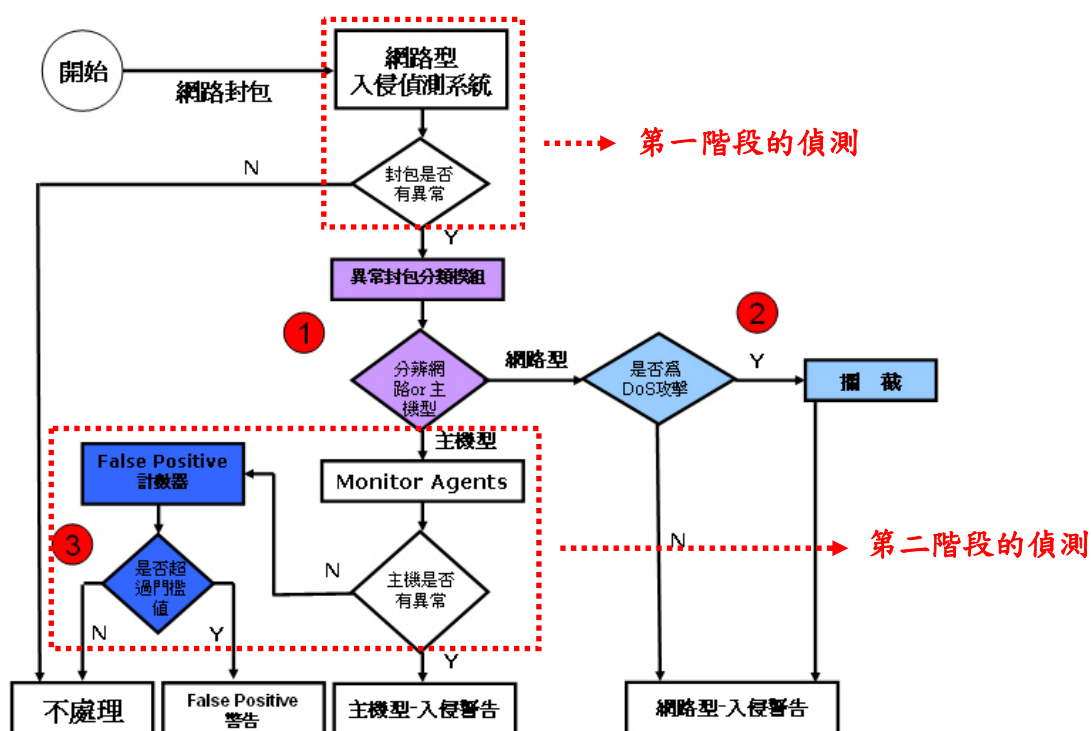 開始
網路封包
網路型
入侵偵測系統
第一階段的偵測
N
封包是否
有異常
Y
異常封包分類模組
1
分辨網
路or 主
機型
網路型
是否為
DoS攻擊
2
Y
攔 截
主機型
False Positive
計數器
Monitor Agents
3
是否超
過門檻
值
N
主機是否
有異常
N
第二階段的偵測
N
Y
Y
不處理
False Positive
警告
主機型-入侵警告
網路型-入侵警告